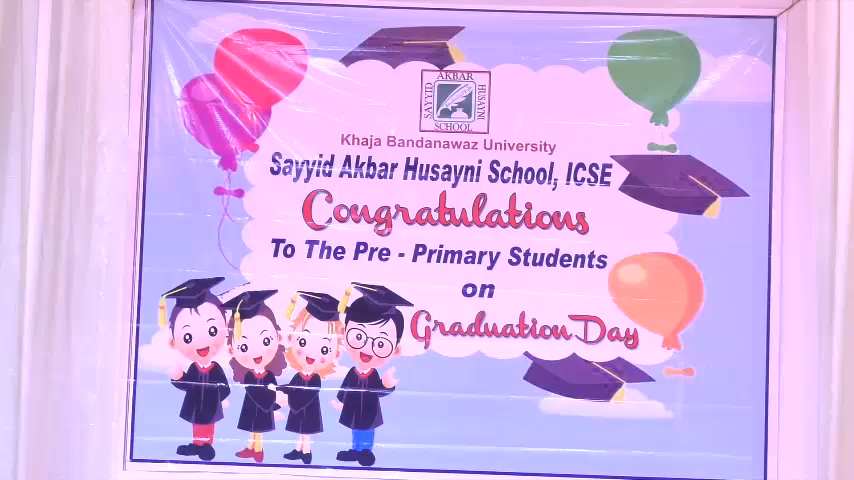 AKBAR
SAYYID
HUSAYNI
SCHOOL
Khaja Bandanawaz University
Sayyid Akbar Husayni School, ICSE
Congratulations
To The Pre - Primary Students
on
Graduation Day